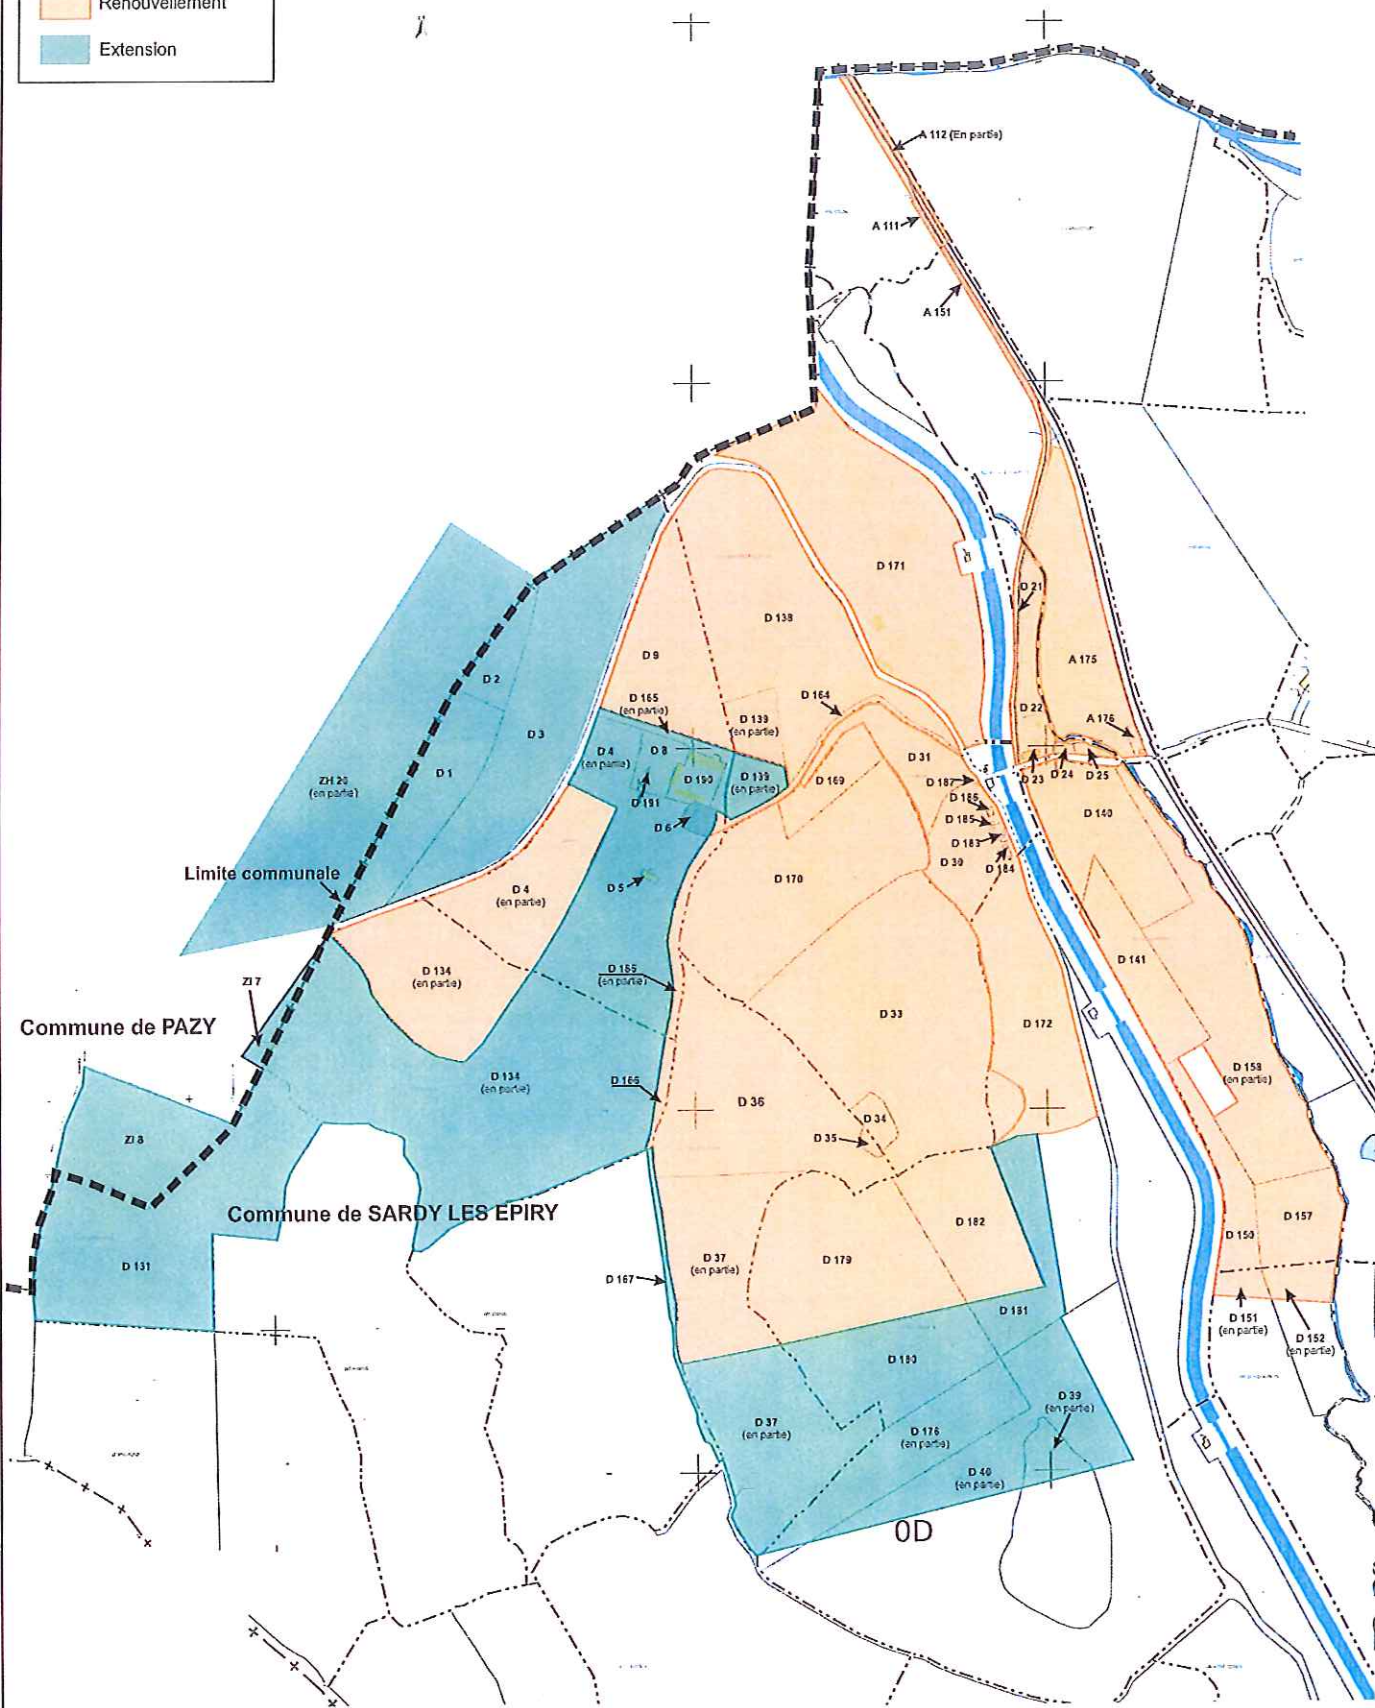 Renouvellement
Extension
A 112 (En partie)
A 111
A 151
D 171
D 21
D 138
D 9
A 175
D 2
D 165
(en partie)
D 164
D 22
A 176
D 139
(en partie)
D 3
D 4
(en partie)
D 8
D 31
D 1
ZH 20
(en partie)
D 190
D 139
(en partie)
D 169
D 187
D 23
D 24
D 25
D 191
D 186
D 185
D 140
D 6
D 183
D 30
D 184
Limite communale
D 4
(en partie)
D 5
D 170
D 134
(en partie)
D 165
(en partie)
D 141
ZI 7
D 33
D 172
Commune de PAZY
D 134
(en partie)
D 166
D 36
D 158
(en partie)
D 34
D 35
ZI 8
Commune de SARDY LES EPIRY
D 182
D 157
D 150
D 131
D 37
(en partie)
D 179
D 167
D 181
D 151
(en partie)
D 152
(en partie)
D 180
D 39
(en partie)
D 37
(en partie)
D 176
(en partie)
D 40
(en partie)
0D